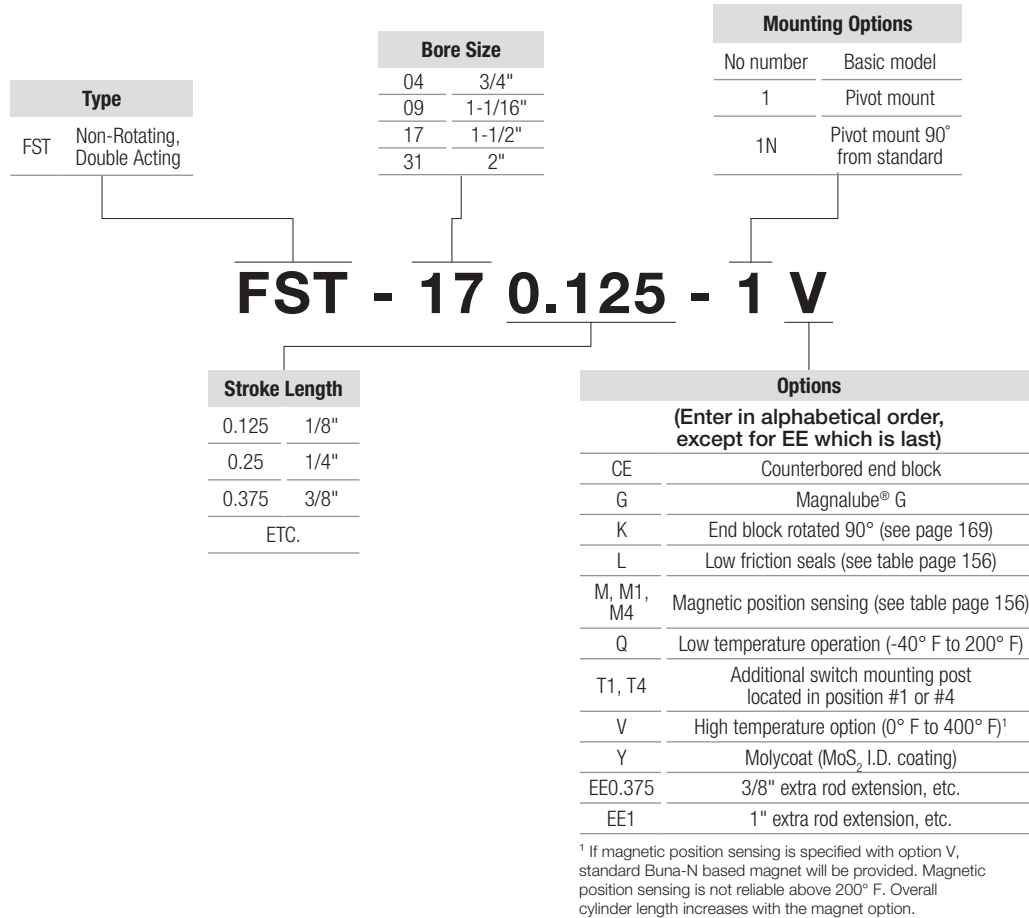 Mounting Options
No number Basic model
1 Pivot mount
1N Pivot mount 90˚
from standard
Bore Size
04 3/4"
09 1-1/16"
17 1-1/2"
31 2"
Type
FST Non-Rotating,
Double Acting
FST - 17 0.125 - 1 V
Stroke Length
0.125 1/8"
0.25 1/4"
0.375 3/8"
ETC.
Options
(Enter in alphabetical order,
except for EE which is last)
CE Counterbored end block
G Magnalube® G
K End block rotated 90° (see page 169)
L Low friction seals (see table page 156)
M, M1,
M4 Magnetic position sensing (see table page 156)
Q Low temperature operation (-40° F to 200° F)
T1, T4 Additional switch mounting post
located in position #1 or #4
V High temperature option (0° F to 400° F)¹
Y Molycoat (MoS₂ I.D. coating)
EE0.375 3/8" extra rod extension, etc.
EE1 1" extra rod extension, etc.
¹ If magnetic position sensing is specified with option V,
standard Buna-N based magnet will be provided. Magnetic
position sensing is not reliable above 200° F. Overall
cylinder length increases with the magnet option.